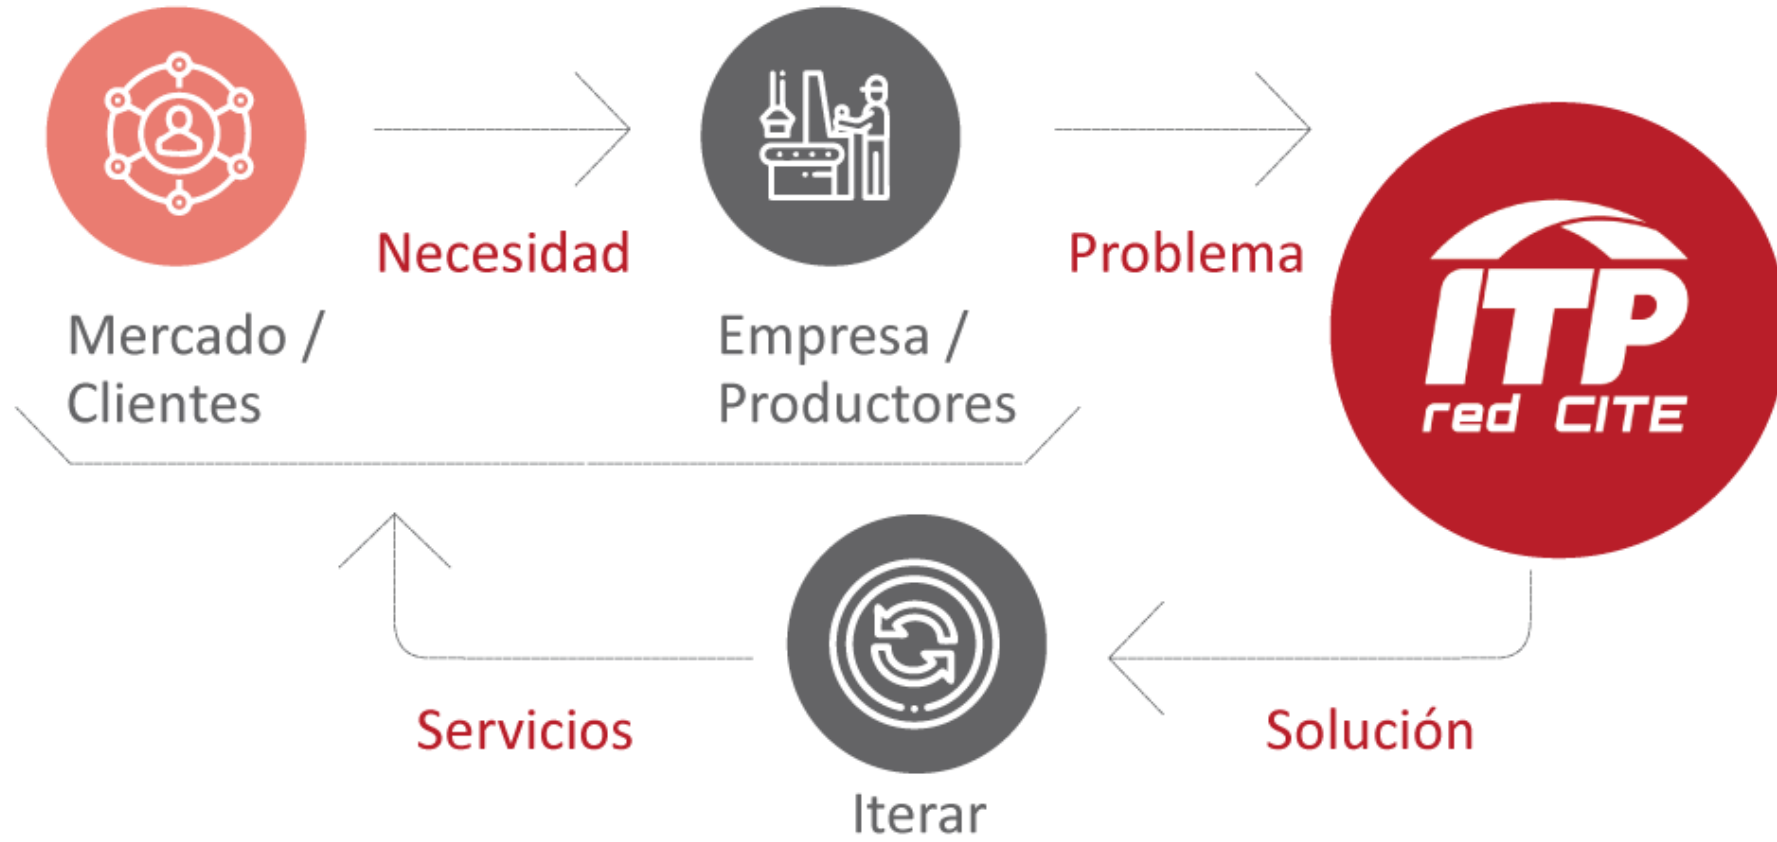 Necesidad
Problema
Mercado /
Clientes
Empresa /
Productores
ITP
red CITE
Servicios
Solución
Iterar